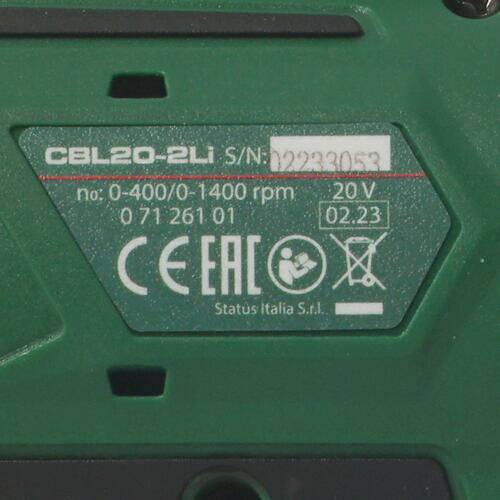 CBL20-2Li S/N: 02233053
no: 0-400/0-1400 rpm 20 V
0 71 261 01 02.23
CE EAC
Status Italia S.r.l.